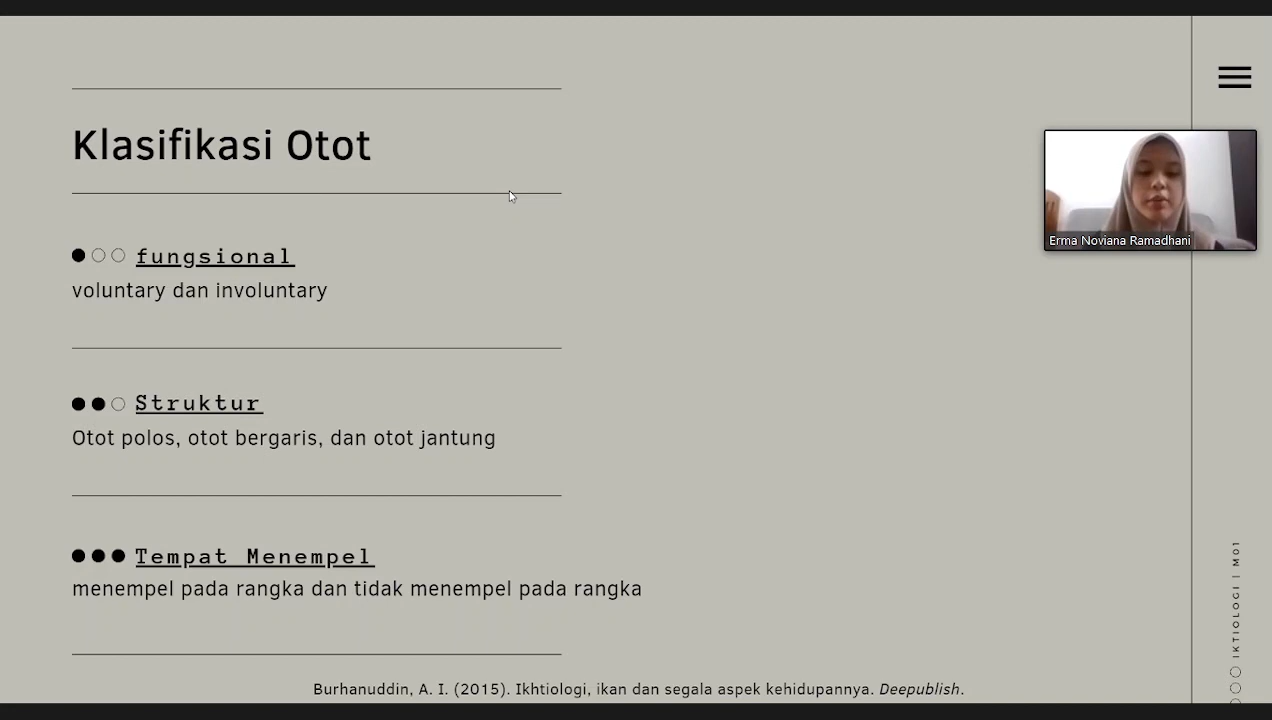 Klasifikasi Otot
fungsional
voluntary dan involuntary
Struktur
Otot polos, otot bergaris, dan otot jantung
Tempat Menempel
menempel pada rangka dan tidak menempel pada rangka
Burhanuddin, A. I. (2015). Ikhtiologi, ikan dan segala aspek kehidupannya. Deepublish.
Erma Noviana Ramadhani
IKTIOLOGI | M01